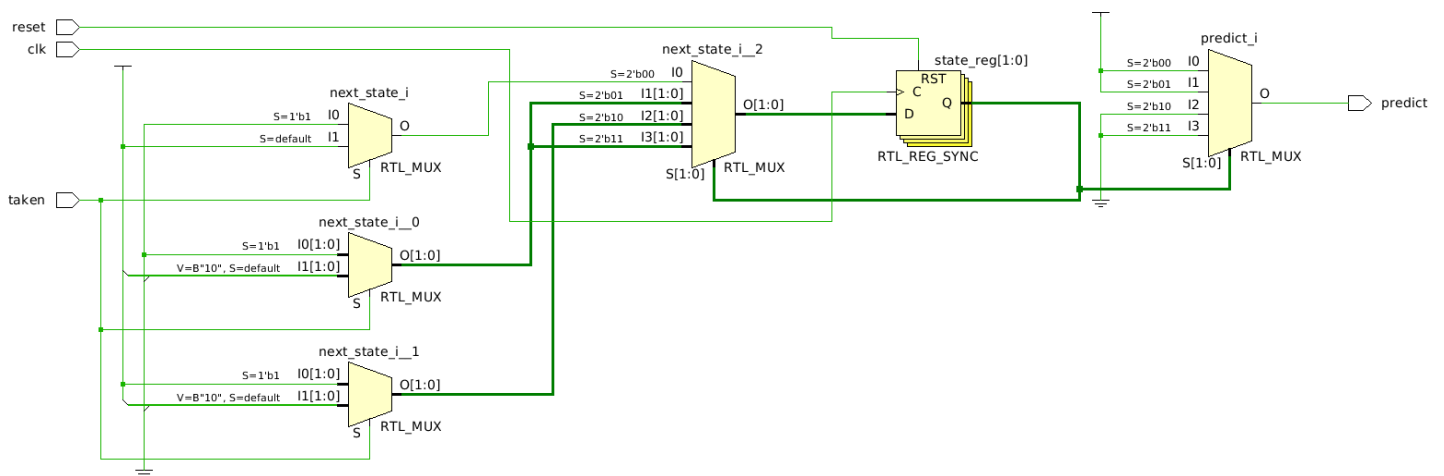 reset
clk
taken
next_state_i
S=1'b1 I0
S=default I1
O
S
RTL_MUX
next_state_i__0
S=1'b1 I0[1:0]
V=B"10", S=default I1[1:0]
O[1:0]
S
RTL_MUX
next_state_i__1
S=1'b1 I0[1:0]
V=B"10", S=default I1[1:0]
O[1:0]
S
RTL_MUX
next_state_i__2
S=2'b00 I0
S=2'b01 I1[1:0]
S=2'b10 I2[1:0]
S=2'b11 I3[1:0]
O[1:0]
S[1:0]
RTL_MUX
state_reg[1:0]
RST
C
Q
D
RTL_REG_SYNC
predict_i
S=2'b00 I0
S=2'b01 I1
S=2'b10 I2
S=2'b11 I3
O
S[1:0]
RTL_MUX
predict